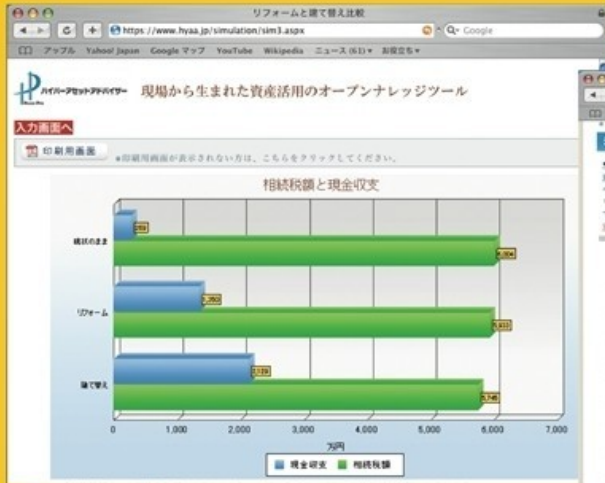 リフォームと建て替え比較
https://www.hyaa.jp/simulation/sim3.aspx
Google
アップル Yahoo! Japan Google マップ YouTube Wikipedia ニュース (61) お役立ち
ハイパーアセットアドバイザー 現場から生まれた資産活用のオープンナレッジツール
入力画面へ
印刷用画面 ●印刷用画面が表示されない方は、こちらをクリックしてください。
相続税額と現金収支
現状のまま
リフォーム
建て替え
0 1,000 2,000 3,000 4,000 5,000 6,000 7,000
万円
現金収支 相続税額